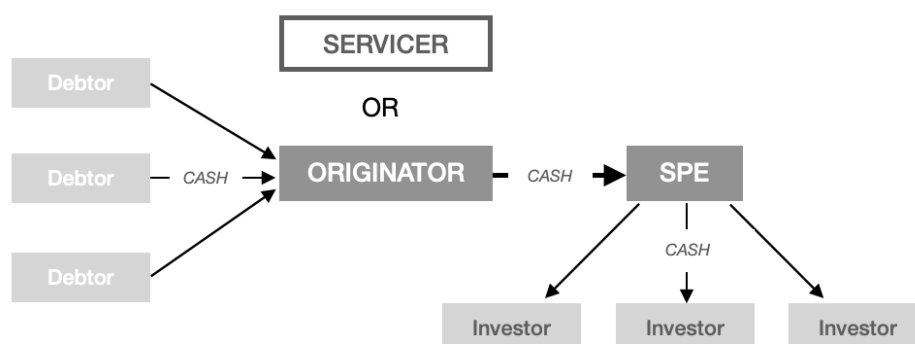 SERVICER
Debtor
OR
Debtor
CASH
ORIGINATOR
CASH
SPE
Debtor
CASH
Investor
Investor
Investor